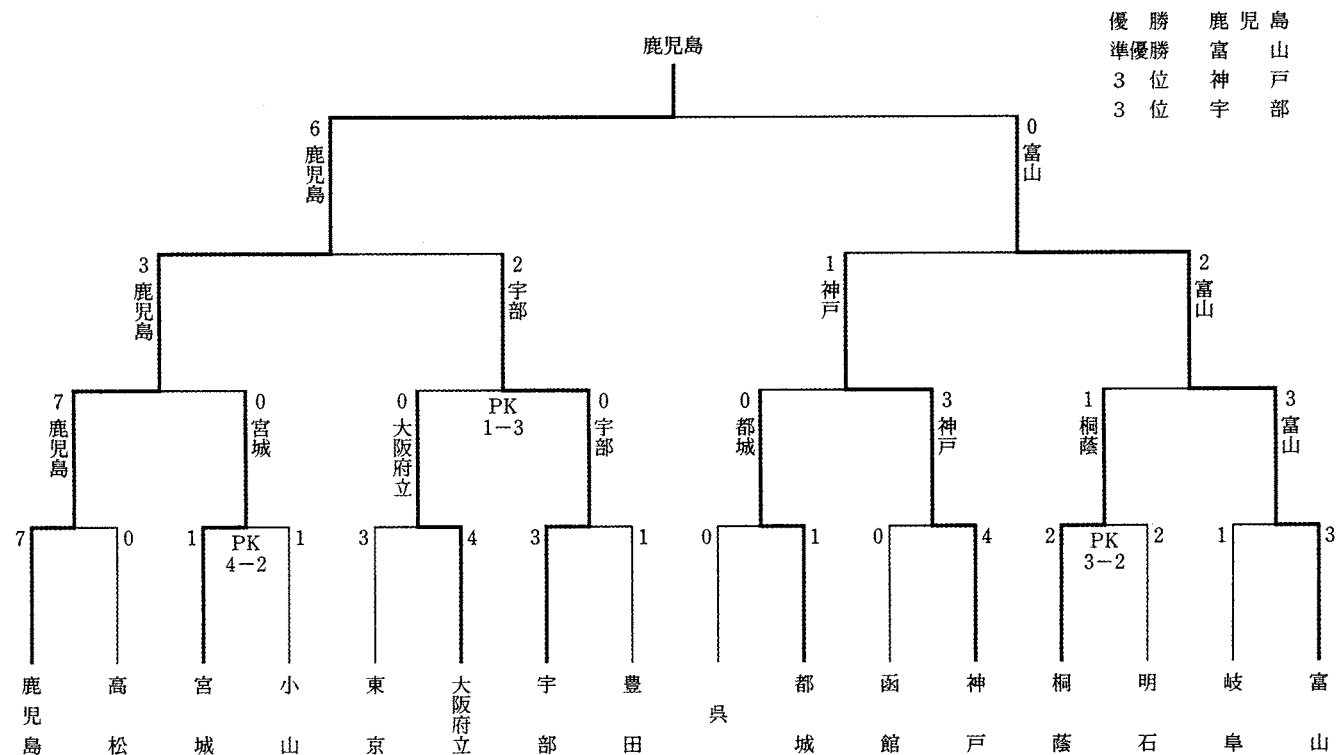 優勝 鹿児島
準優勝 富山
3位 神戸
3位 宇部
鹿児島
6 0
鹿児島 富山
3 2 1 2
鹿児島 宇部 神戸 富山
7 0 0 PK 1-3 0 0 3 1 3
鹿児島 宮城 大阪府立 宇部 都城 神戸 桐蔭 富山
7 0 1 PK 4-2 1 3 4 3 1 0 1 0 4 2 PK 3-2 2 1 3
鹿児島 高松 宮城 小山 東京 大阪府立 宇部 豊田 呉 都城 函館 神戸 桐蔭 明石 岐阜 富山